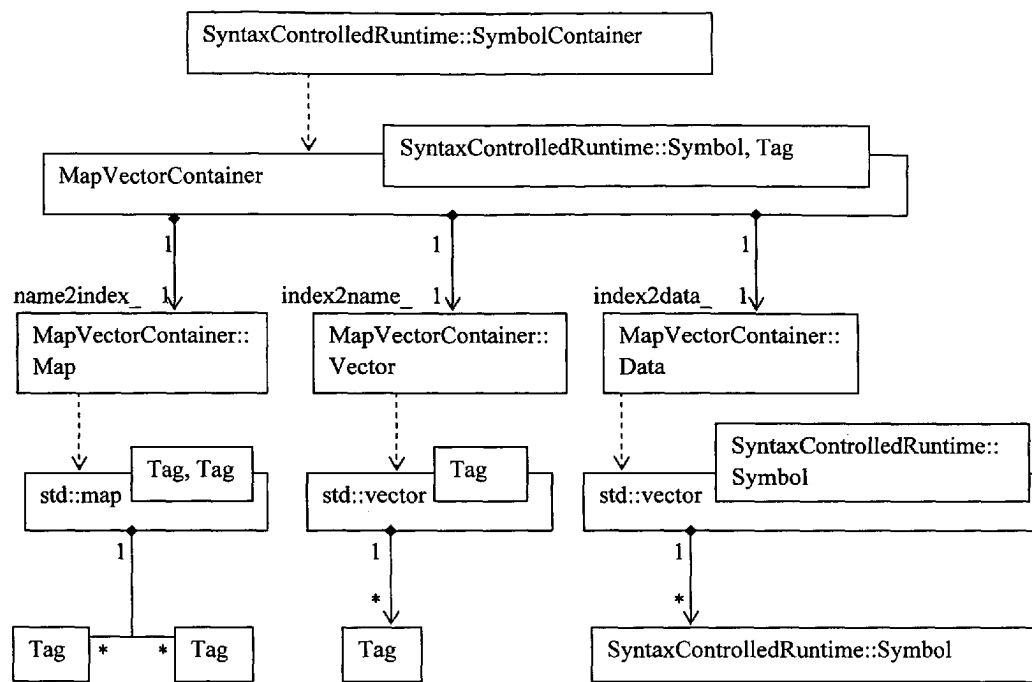 SyntaxControlledRuntime::SymbolContainer
SyntaxControlledRuntime::Symbol, Tag
MapVectorContainer
1
1
1
name2index_
1
index2name_
1
index2data_
1
MapVectorContainer::
Map
MapVectorContainer::
Vector
MapVectorContainer::
Data
Tag, Tag
std::map
Tag
std::vector
SyntaxControlledRuntime::
Symbol
std::vector
1
1
1
*
*
Tag
*
*
Tag
Tag
SyntaxControlledRuntime::Symbol